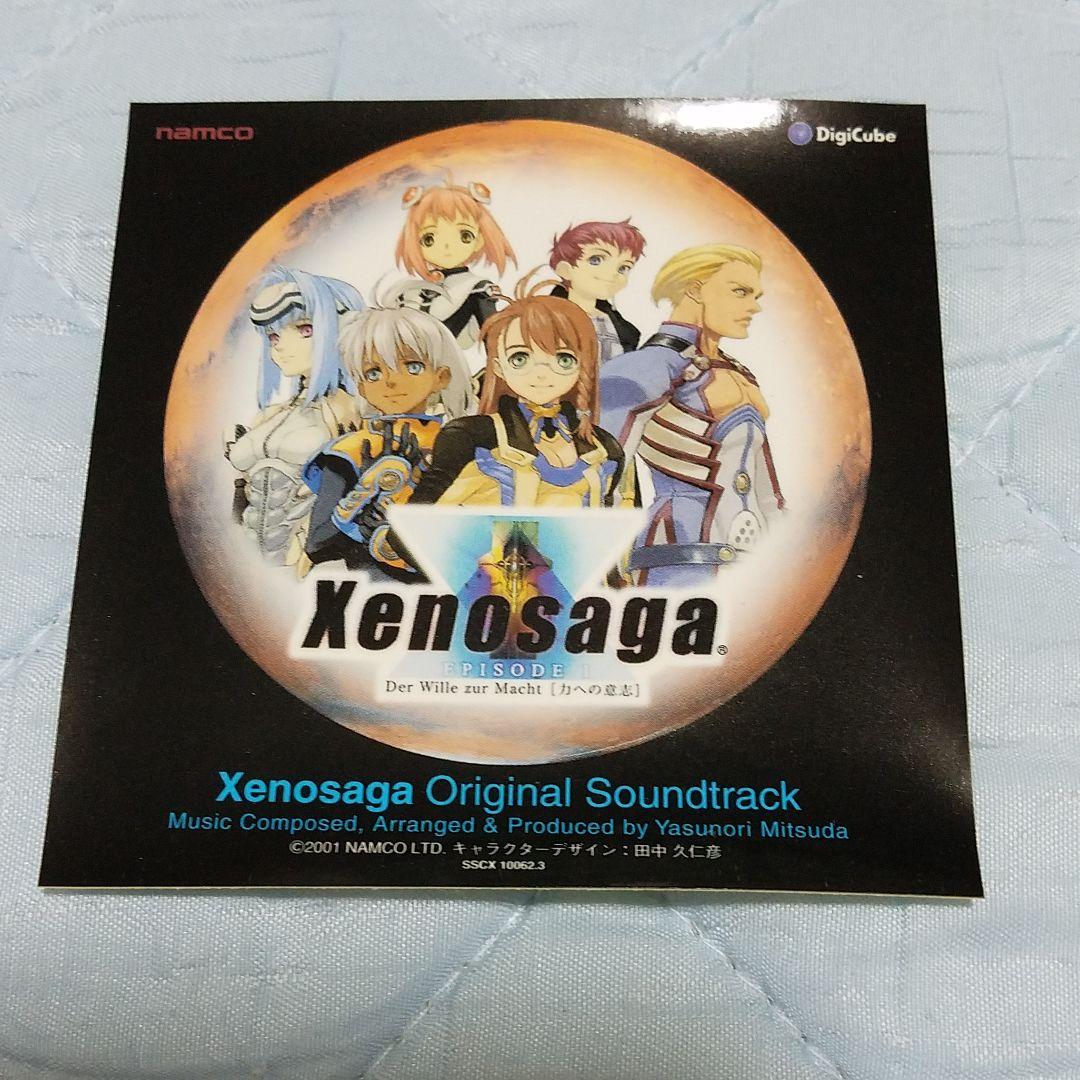 namco
DigiCube
Xenosaga®
EPISODE I
Der Wille zur Macht [力への意志]
Xenosaga Original Soundtrack
Music Composed, Arranged & Produced by Yasunori Mitsuda
©2001 NAMCO LTD. キャラクターデザイン：田中 久仁彦
SSCX 10062.3